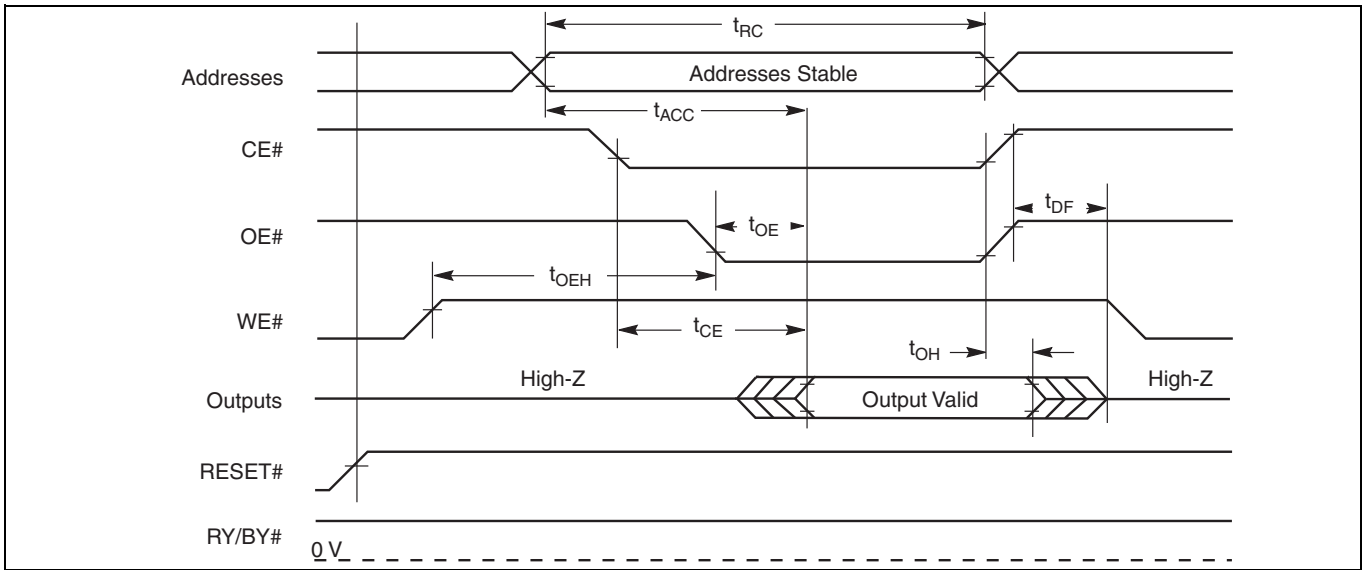 tRC
Addresses
Addresses Stable
tACC
CE#
tDF
OE#
tOE
tOEH
WE#
tCE
tOH
High-Z
High-Z
Outputs
Output Valid
RESET#
RY/BY#
0 V